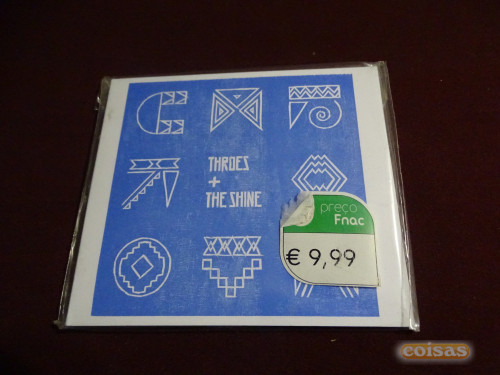 THROES
+
THE SHINE
preço
Fnac
€ 9,99
coisas